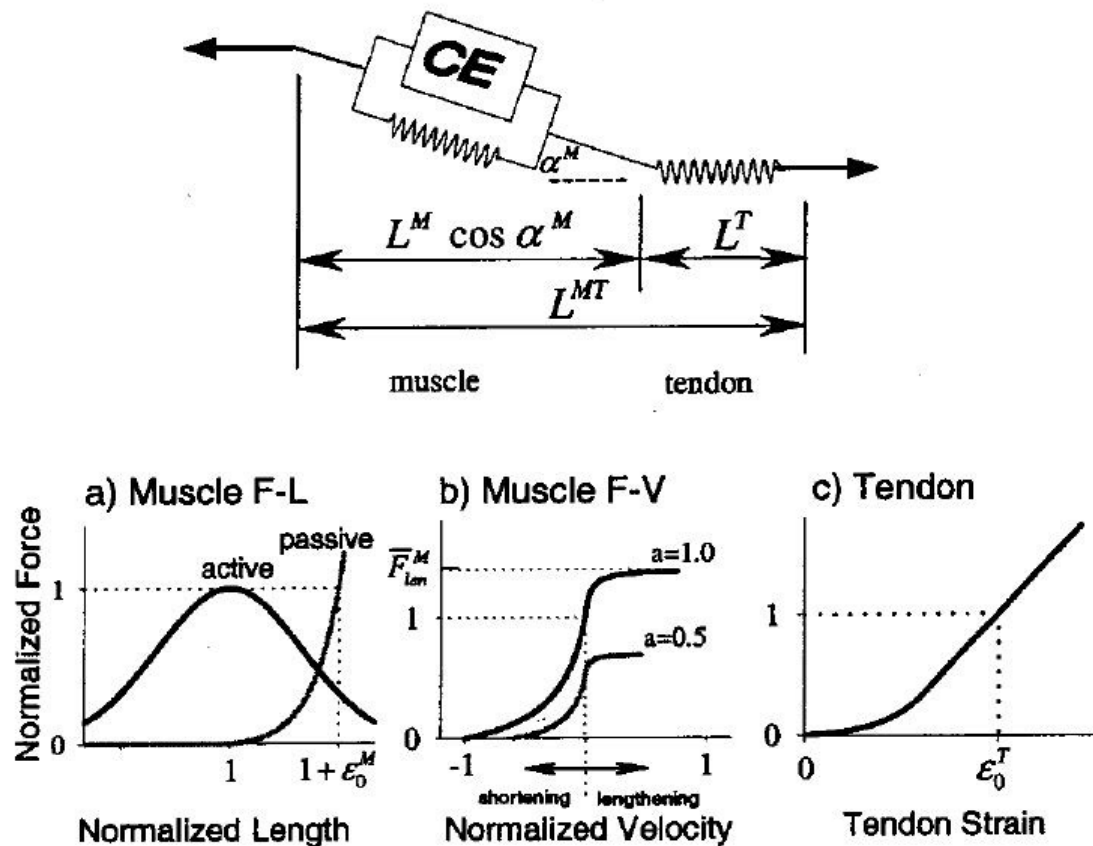 CE
α^M
L^M cos α^M
L^T
L^MT
muscle
tendon
a) Muscle F-L
b) Muscle F-V
c) Tendon
Normalized Force
1
0
active
passive
1
1 + ε_0^M
Normalized Length
F̅_len^M
1
0
a=1.0
a=0.5
-1
1
shortening
lengthening
Normalized Velocity
1
0
0
ε_0^T
Tendon Strain